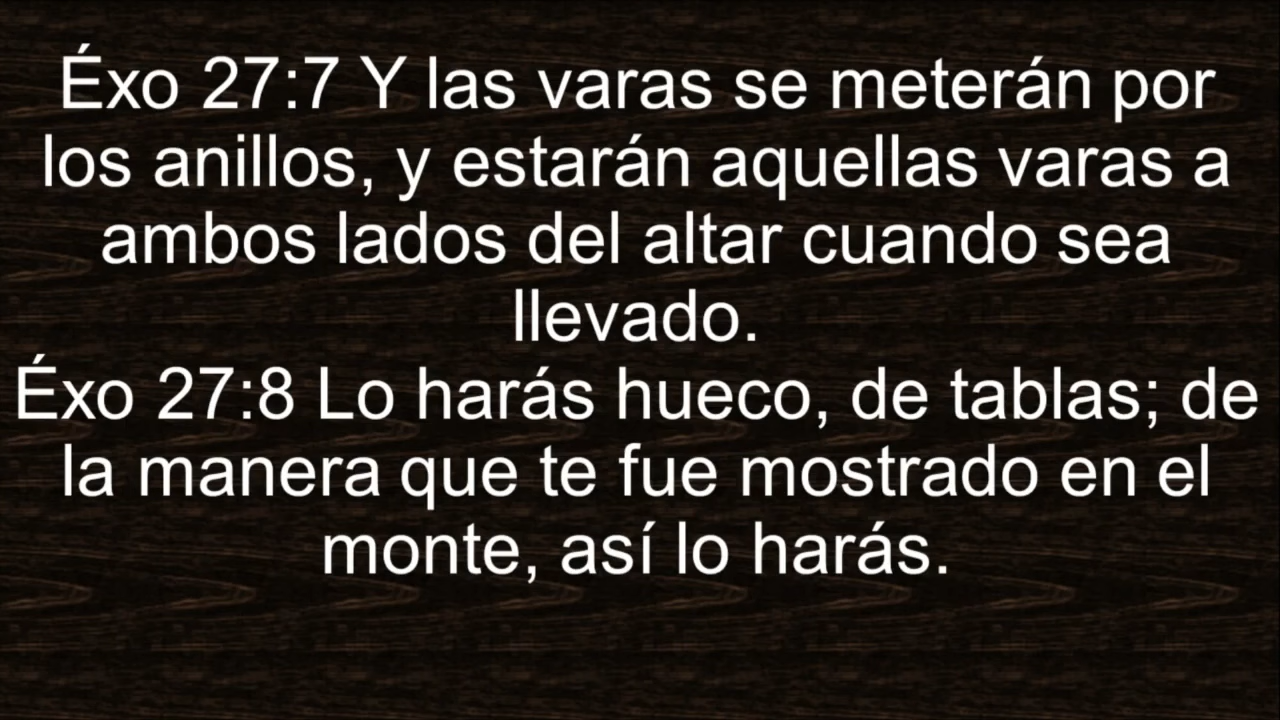 Éxo 27:7 Y las varas se meterán por
los anillos, y estarán aquellas varas a
ambos lados del altar cuando sea
llevado.
Éxo 27:8 Lo harás hueco, de tablas; de
la manera que te fue mostrado en el
monte, así lo harás.